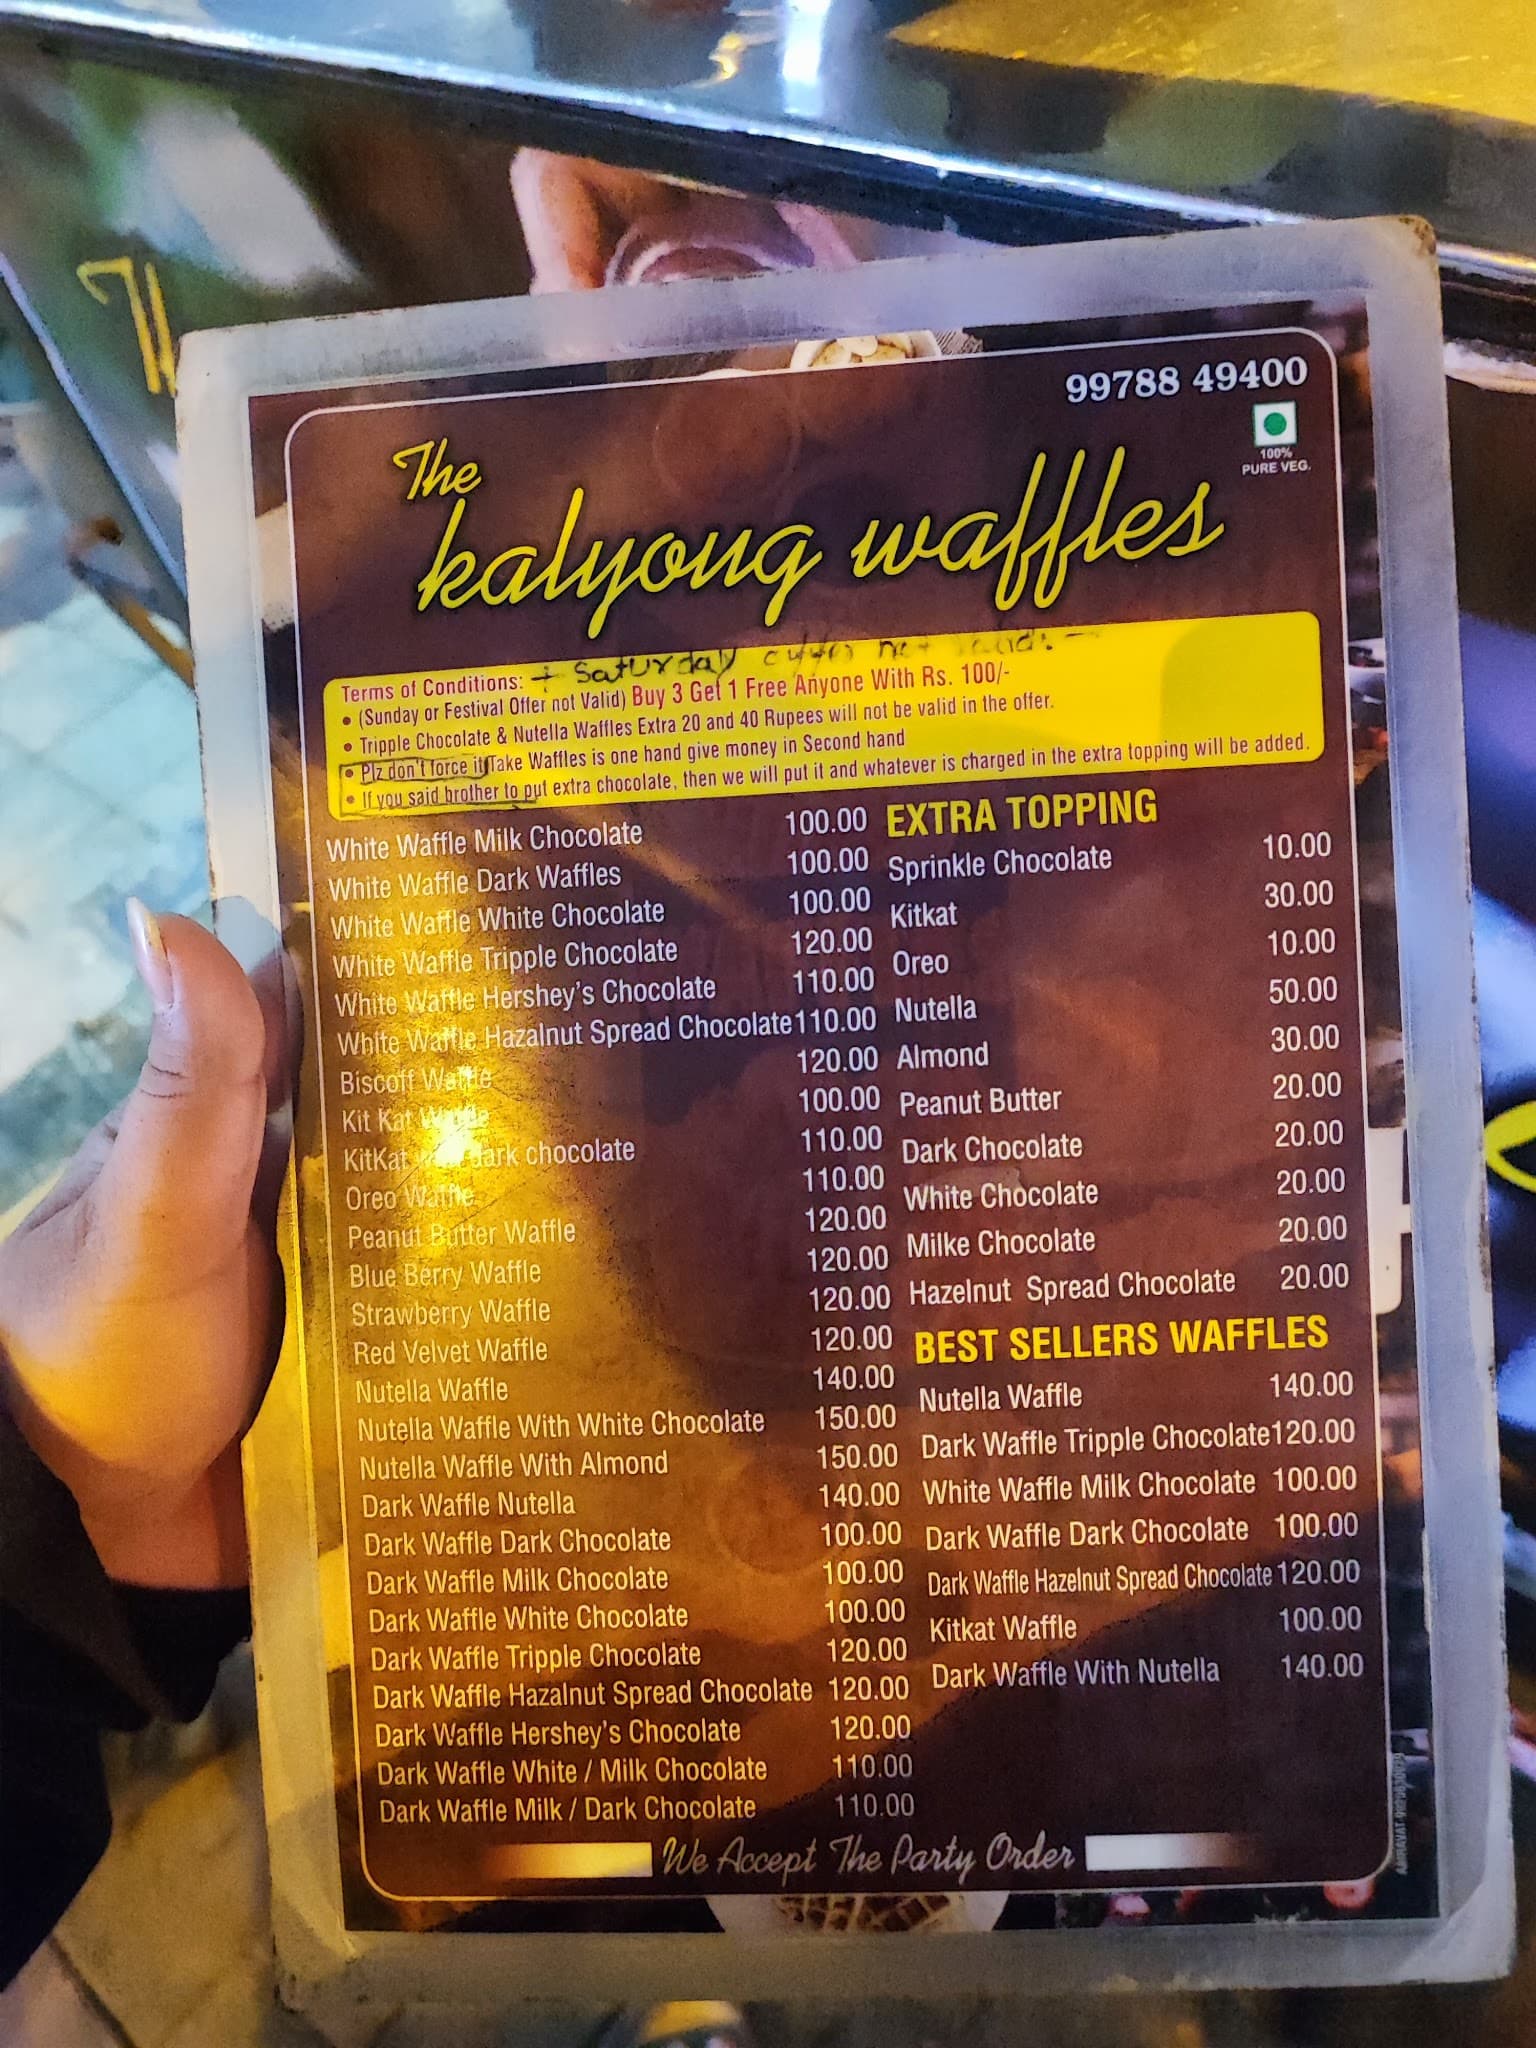 99788 49400
100%
PURE VEG.
The
kalyoug waffles
Terms of Conditions: + Saturday offer not valid. -
• (Sunday or Festival Offer not Valid) Buy 3 Get 1 Free Anyone With Rs. 100/-
• Tripple Chocolate & Nutella Waffles Extra 20 and 40 Rupees will not be valid in the offer.
• Plz don't force it Take Waffles is one hand give money in Second hand
• If you said brother to put extra chocolate, then we will put it and whatever is charged in the extra topping will be added.
White Waffle Milk Chocolate 100.00
White Waffle Dark Waffles 100.00
White Waffle White Chocolate 100.00
White Waffle Tripple Chocolate 120.00
White Waffle Hershey's Chocolate 110.00
White Waffle Hazalnut Spread Chocolate 110.00
Biscoff Waffle 120.00
Kit Kat Waffle 100.00
KitKat with dark chocolate 110.00
Oreo Waffle 110.00
Peanut Butter Waffle 120.00
Blue Berry Waffle 120.00
Strawberry Waffle 120.00
Red Velvet Waffle 120.00
Nutella Waffle 140.00
Nutella Waffle With White Chocolate 150.00
Nutella Waffle With Almond 150.00
Dark Waffle Nutella 140.00
Dark Waffle Dark Chocolate 100.00
Dark Waffle Milk Chocolate 100.00
Dark Waffle White Chocolate 100.00
Dark Waffle Tripple Chocolate 120.00
Dark Waffle Hazalnut Spread Chocolate 120.00
Dark Waffle Hershey's Chocolate 120.00
Dark Waffle White / Milk Chocolate 110.00
Dark Waffle Milk / Dark Chocolate 110.00
EXTRA TOPPING
Sprinkle Chocolate 10.00
Kitkat 30.00
Oreo 10.00
Nutella 50.00
Almond 30.00
Peanut Butter 20.00
Dark Chocolate 20.00
White Chocolate 20.00
Milke Chocolate 20.00
Hazelnut Spread Chocolate 20.00
BEST SELLERS WAFFLES
Nutella Waffle 140.00
Dark Waffle Tripple Chocolate 120.00
White Waffle Milk Chocolate 100.00
Dark Waffle Dark Chocolate 100.00
Dark Waffle Hazelnut Spread Chocolate 120.00
Kitkat Waffle 100.00
Dark Waffle With Nutella 140.00
We Accept The Party Order